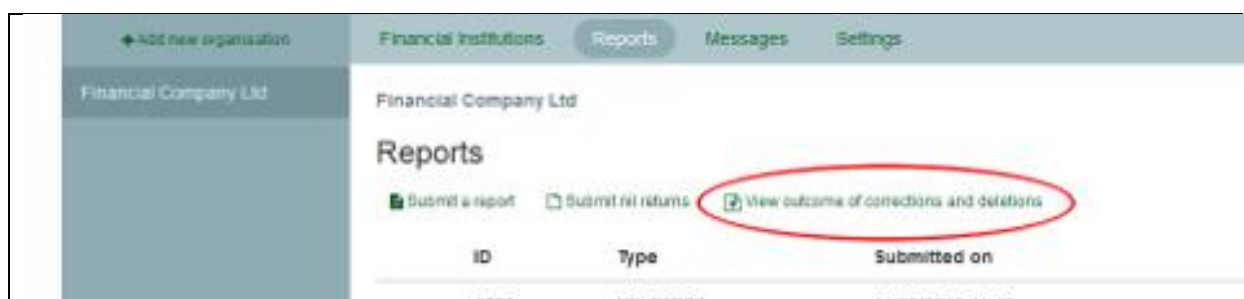 Add new organisation
Financial Institutions Reports Messages Settings
Financial Company Ltd
Financial Company Ltd
Reports
Submit a report Submit nil returns View outcome of corrections and deletions
ID Type Submitted on